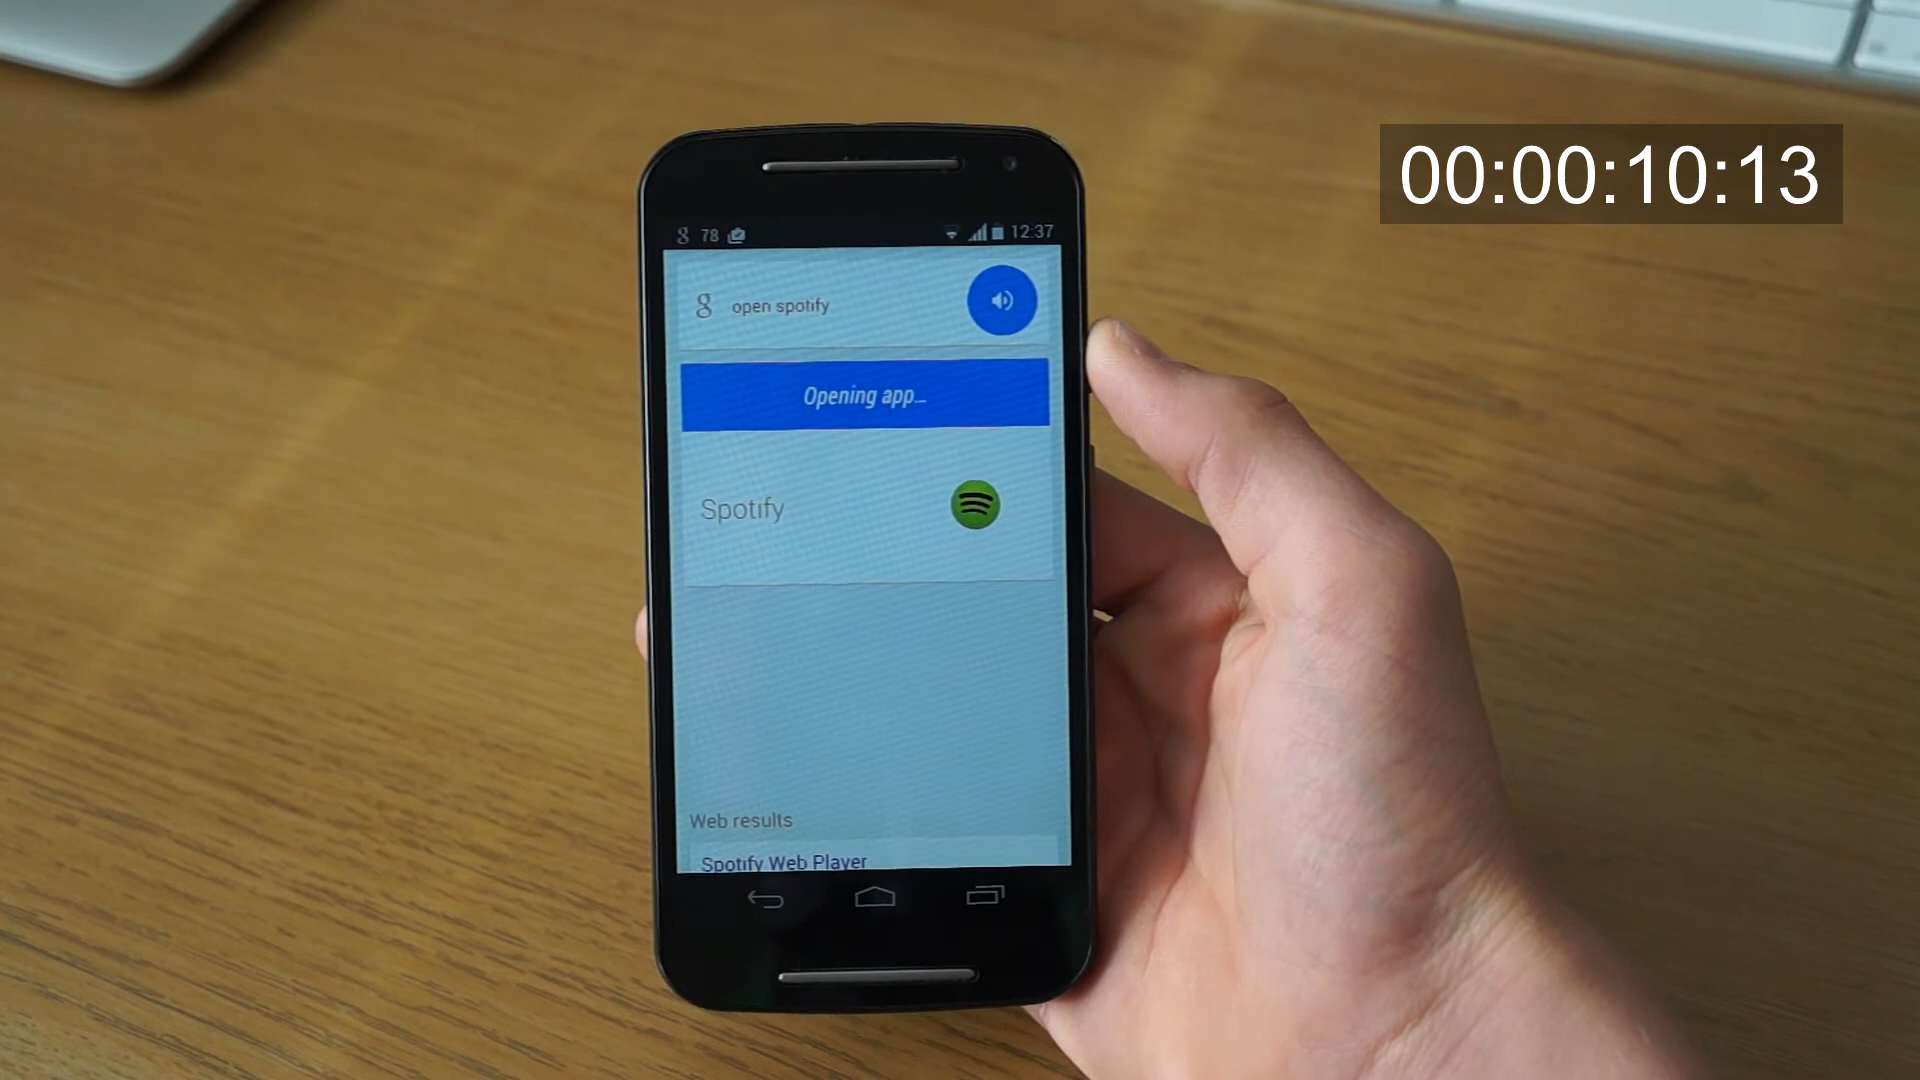 00:00:10:13
78 12:37
g open spotify
Opening app...
Spotify
Web results
Spotify Web Player